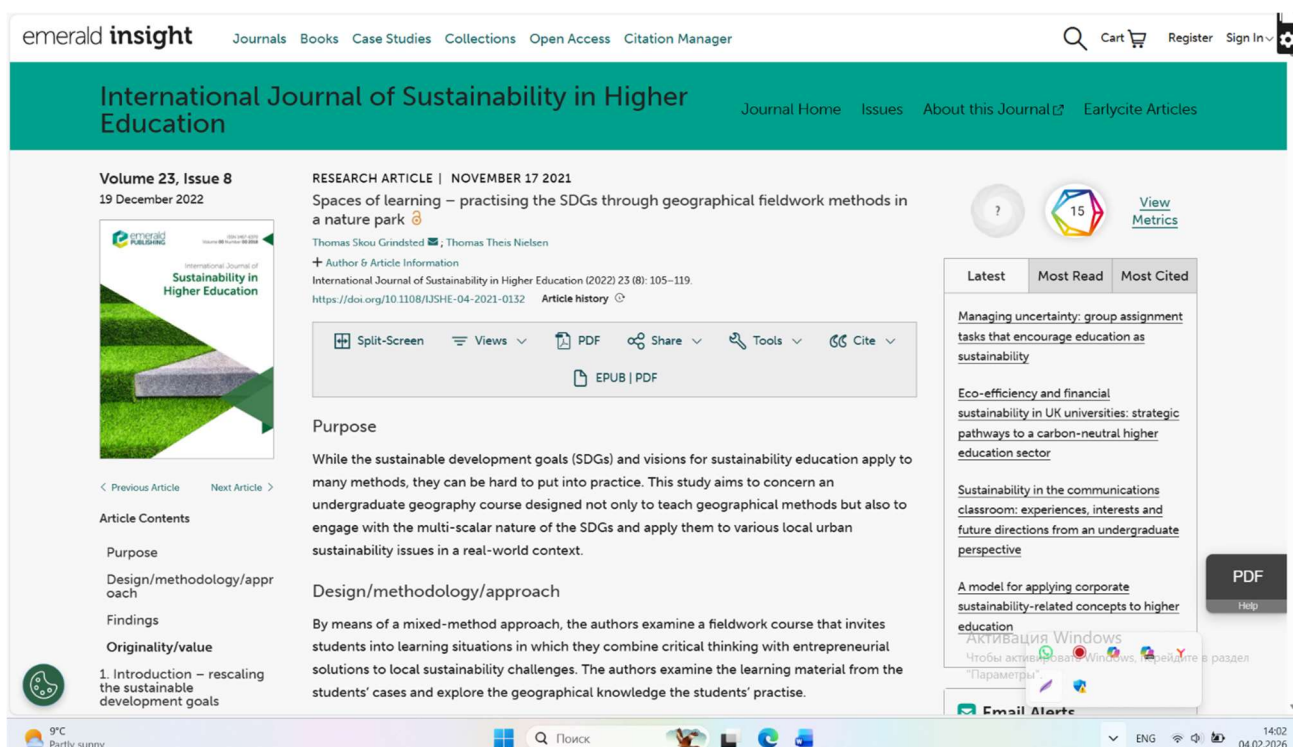 emerald insight
Journals Books Case Studies Collections Open Access Citation Manager
Cart Register Sign In
International Journal of Sustainability in Higher
Education
Journal Home Issues About this Journal Earlycite Articles
Volume 23, Issue 8
19 December 2022
emerald
PUBLISHING
International Journal of
Sustainability in
Higher Education
< Previous Article Next Article >
Article Contents
Purpose
Design/methodology/appr
oach
Findings
Originality/value
1. Introduction – rescaling
the sustainable
development goals
RESEARCH ARTICLE | NOVEMBER 17 2021
Spaces of learning – practising the SDGs through geographical fieldwork methods in
a nature park
Thomas Skou Grindsted ; Thomas Theis Nielsen
+ Author & Article Information
International Journal of Sustainability in Higher Education (2022) 23 (8): 105–119.
https://doi.org/10.1108/IJSHE-04-2021-0132 Article history
Split-Screen Views PDF Share Tools Cite
EPUB | PDF
Purpose
While the sustainable development goals (SDGs) and visions for sustainability education apply to
many methods, they can be hard to put into practice. This study aims to concern an
undergraduate geography course designed not only to teach geographical methods but also to
engage with the multi-scalar nature of the SDGs and apply them to various local urban
sustainability issues in a real-world context.
Design/methodology/approach
By means of a mixed-method approach, the authors examine a fieldwork course that invites
students into learning situations in which they combine critical thinking with entrepreneurial
solutions to local sustainability challenges. The authors examine the learning material from the
students' cases and explore the geographical knowledge the students' practise.
? 15 View
Metrics
Latest Most Read Most Cited
Managing uncertainty: group assignment
tasks that encourage education as
sustainability
Eco-efficiency and financial
sustainability in UK universities: strategic
pathways to a carbon-neutral higher
education sector
Sustainability in the communications
classroom: experiences, interests and
future directions from an undergraduate
perspective
A model for applying corporate
sustainability-related concepts to higher
education
Email Alerts
PDF
Help
Активация Windows
Чтобы активировать Windows, перейдите в раздел
"Параметры".
9°C
Partly sunny
Поиск
ENG
14:02
04.02.2026